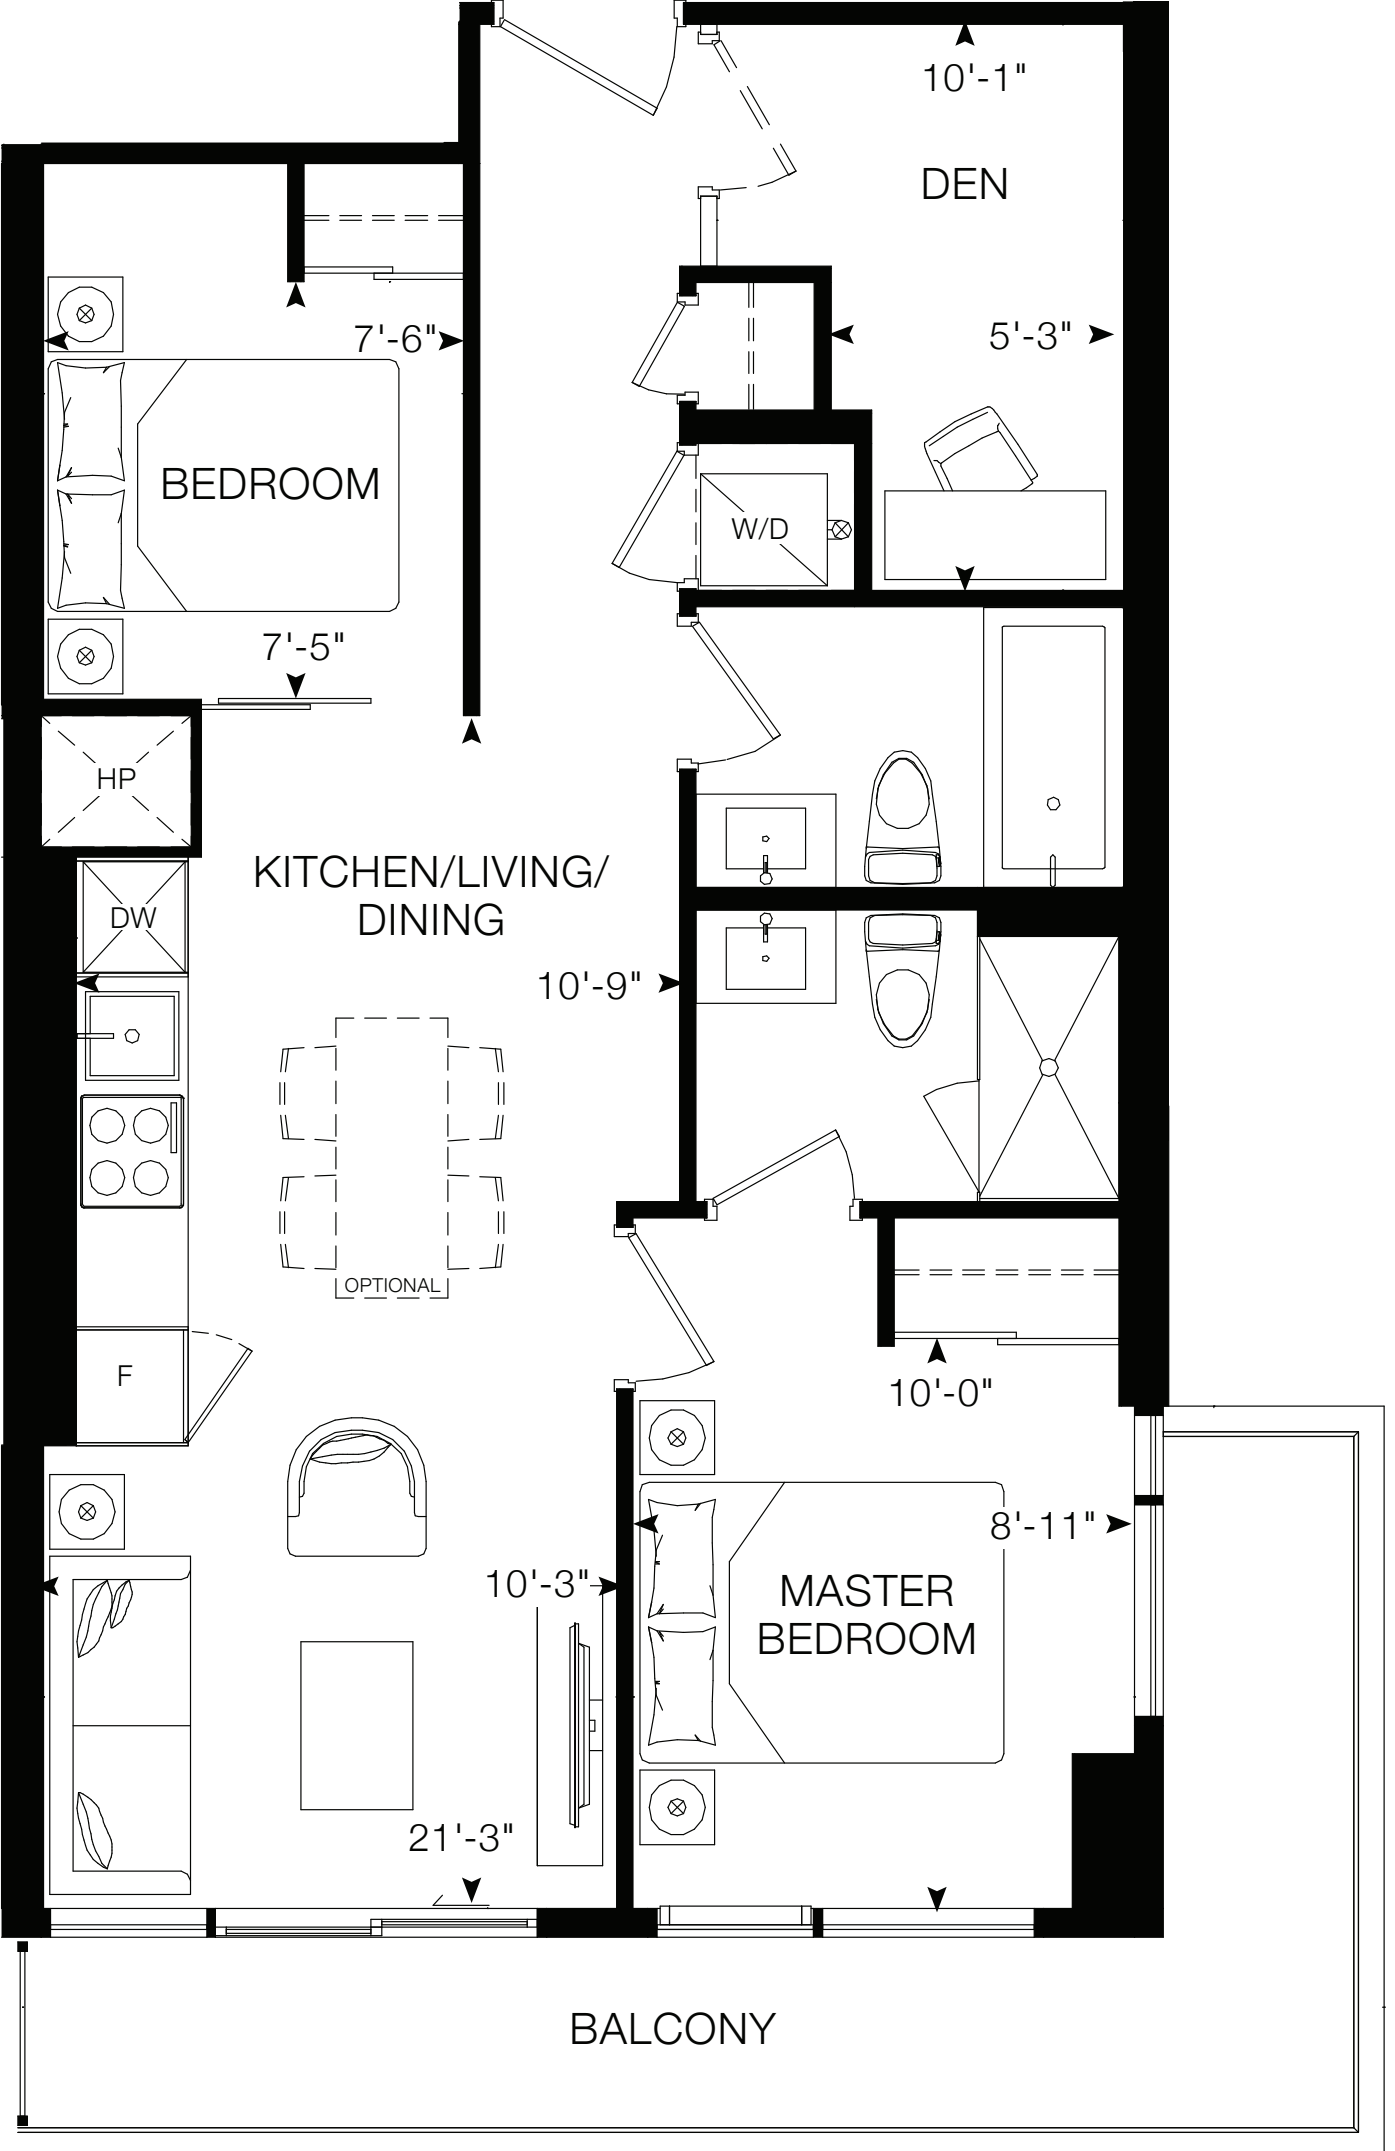 10'-1"
DEN
7'-6"
5'-3"
BEDROOM
W/D
7'-5"
HP
KITCHEN/LIVING/
DINING
DW
10'-9"
OPTIONAL
F
10'-0"
8'-11"
10'-3"
MASTER
BEDROOM
21'-3"
BALCONY